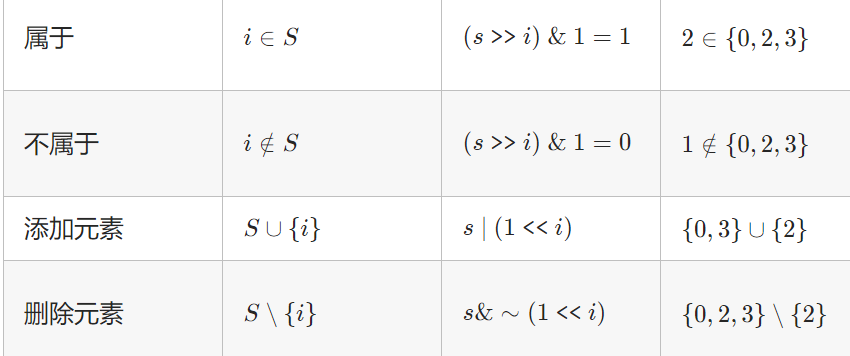 属于 i ∈ S (s >> i) & 1 = 1 2 ∈ {0, 2, 3}
不属于 i ∉ S (s >> i) & 1 = 0 1 ∉ {0, 2, 3}
添加元素 S ∪ {i} s | (1 << i) {0, 3} ∪ {2}
删除元素 S \ {i} s& ∼ (1 << i) {0, 2, 3} \ {2}